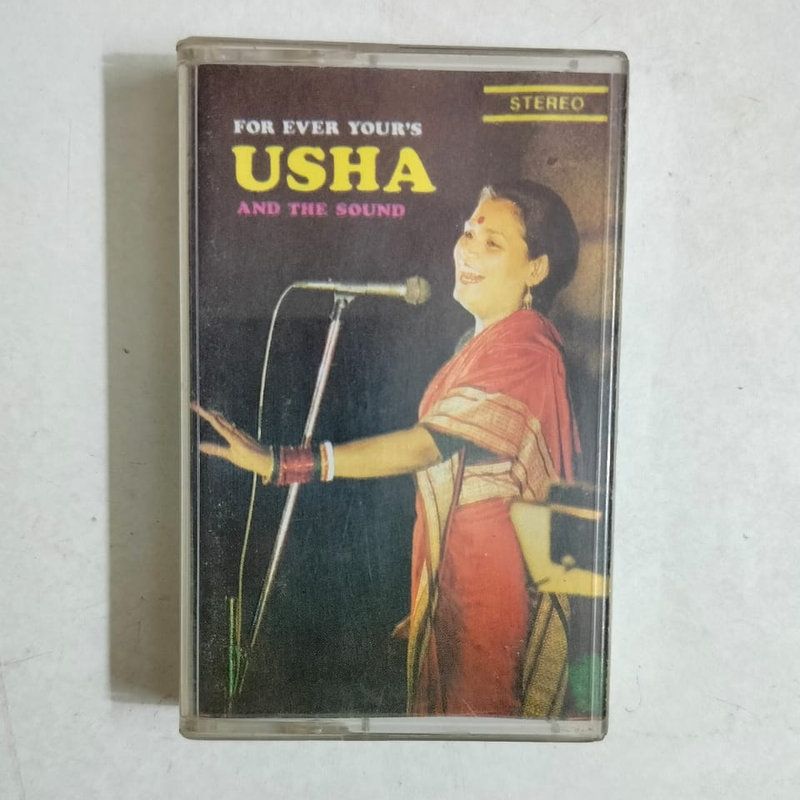 STEREO
FOR EVER YOUR'S
USHA
AND THE SOUND